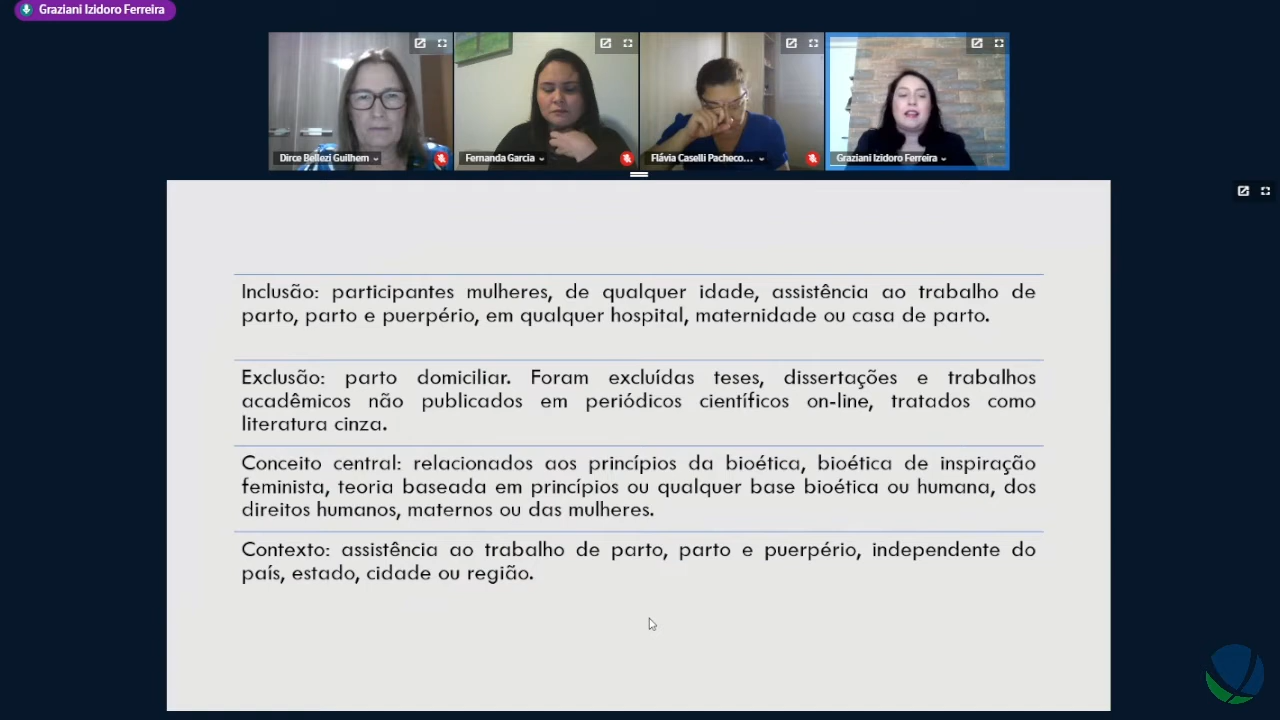 Graziani Izidoro Ferreira
Dirce Bellezi Guilhem
Fernanda Garcia
Flávia Caselli Pacheco...
Graziani Izidoro Ferreira
Inclusão: participantes mulheres, de qualquer idade, assistência ao trabalho de
parto, parto e puerpério, em qualquer hospital, maternidade ou casa de parto.
Exclusão: parto domiciliar. Foram excluídas teses, dissertações e trabalhos
acadêmicos não publicados em periódicos científicos on-line, tratados como
literatura cinza.
Conceito central: relacionados aos princípios da bioética, bioética de inspiração
feminista, teoria baseada em princípios ou qualquer base bioética ou humana, dos
direitos humanos, maternos ou das mulheres.
Contexto: assistência ao trabalho de parto, parto e puerpério, independente do
país, estado, cidade ou região.